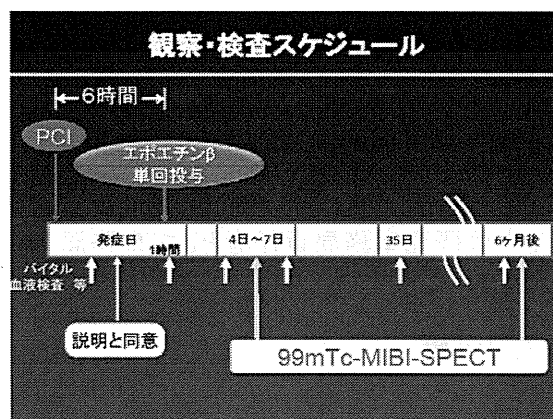 観察・検査スケジュール
6時間
PCI
エポエチンβ
単回投与
発症日
1時間
4日～7日
35日
6ヶ月後
バイタル
血液検査 等
説明と同意
99mTc-MIBI-SPECT